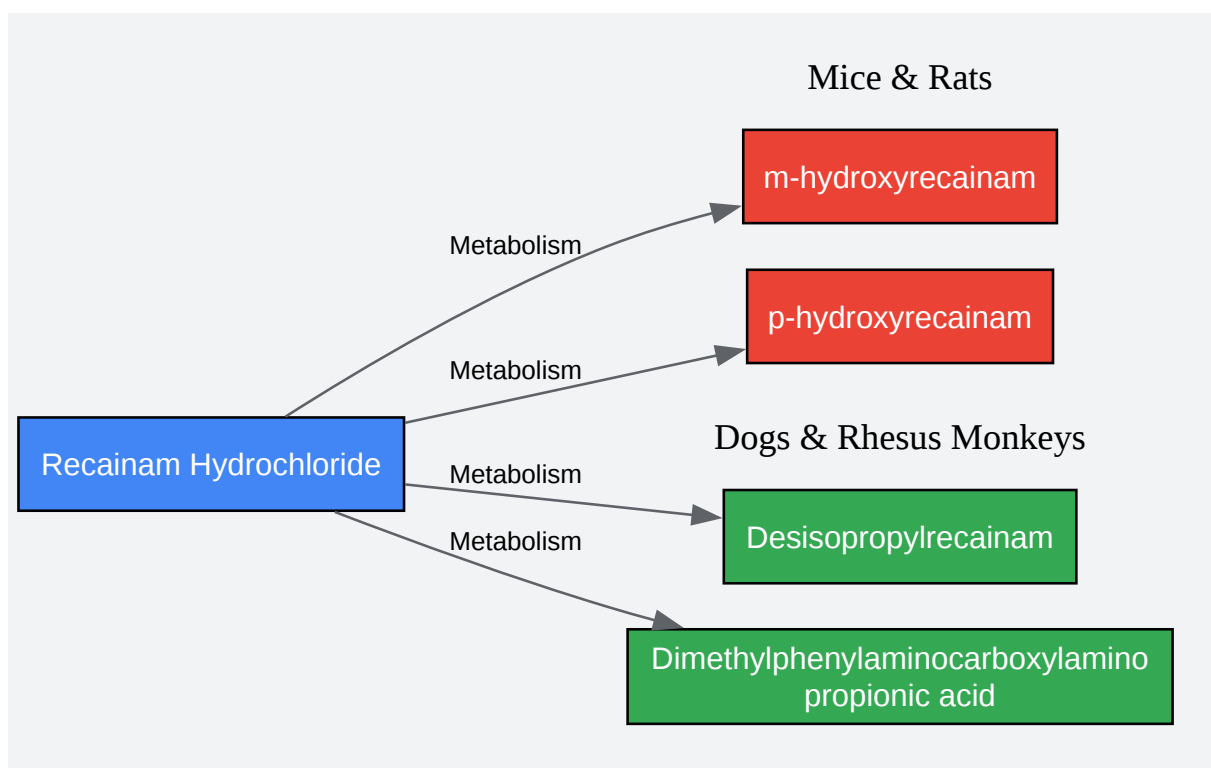 Mice & Rats
m-hydroxyrecainam
Metabolism
p-hydroxyrecainam
Metabolism
Dogs & Rhesus Monkeys
Recainam Hydrochloride
Metabolism
Desisopropylrecainam
Metabolism
Dimethylphenylaminocarboxylamino
propionic acid